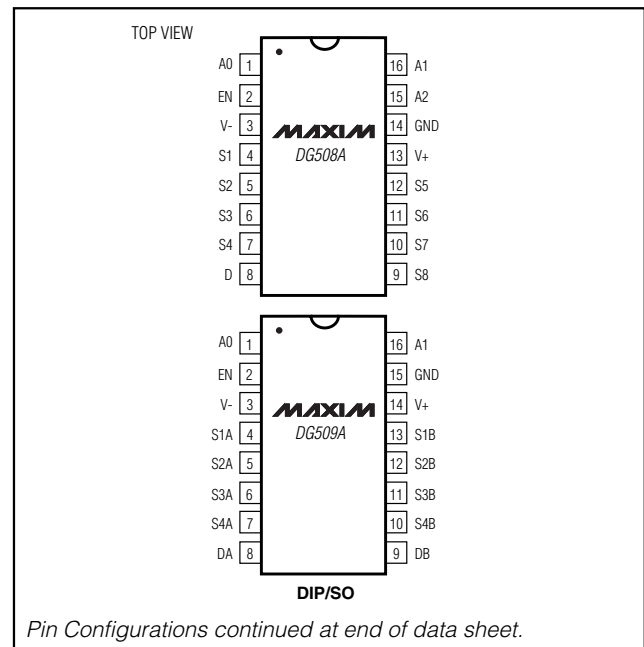 TOP VIEW
A0 1 16 A1
EN 2 15 A2
V- 3 MAXIM 14 GND
S1 4 DG508A 13 V+
S2 5 12 S5
S3 6 11 S6
S4 7 10 S7
D 8 9 S8
A0 1 16 A1
EN 2 15 GND
V- 3 MAXIM 14 V+
S1A 4 DG509A 13 S1B
S2A 5 12 S2B
S3A 6 11 S3B
S4A 7 10 S4B
DA 8 9 DB
DIP/SO
Pin Configurations continued at end of data sheet.